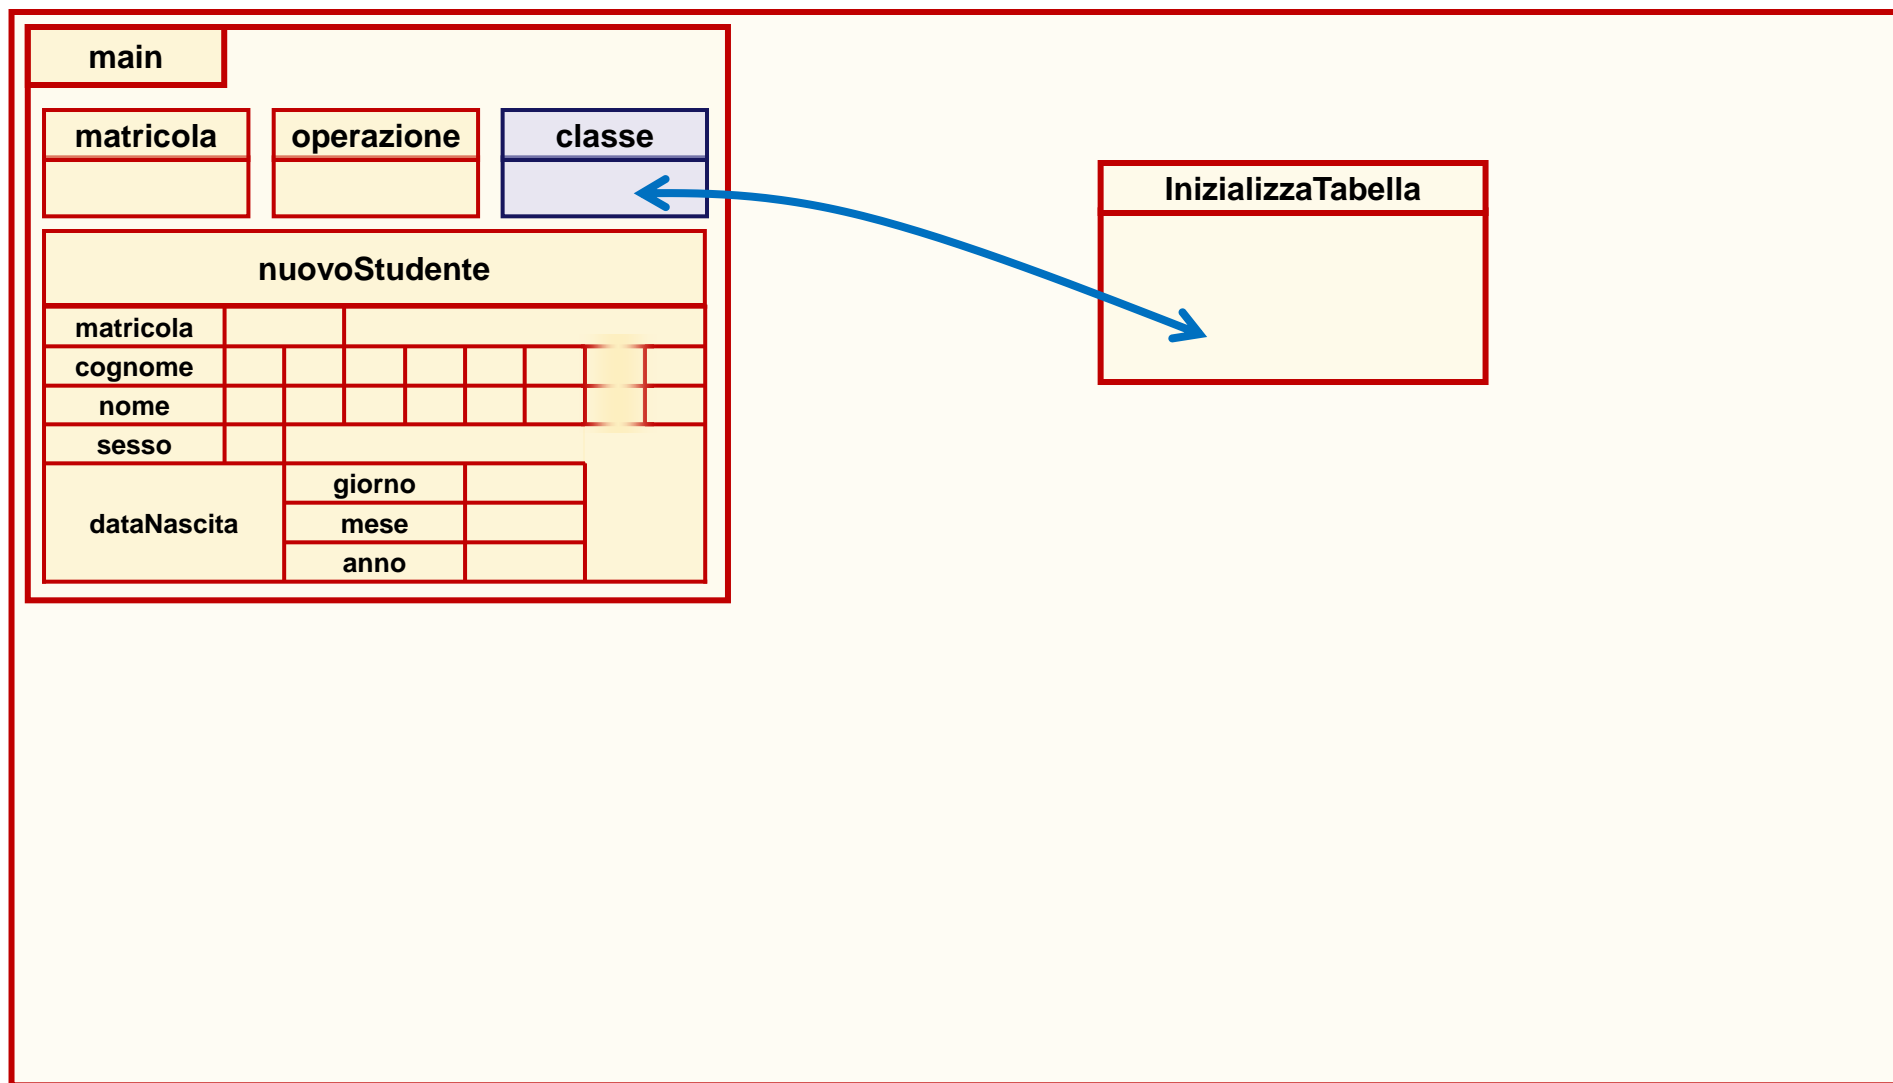 main
matricola
operazione
classe
InizializzaTabella
nuovoStudente
matricola
cognome
nome
sesso
dataNascita
giorno
mese
anno